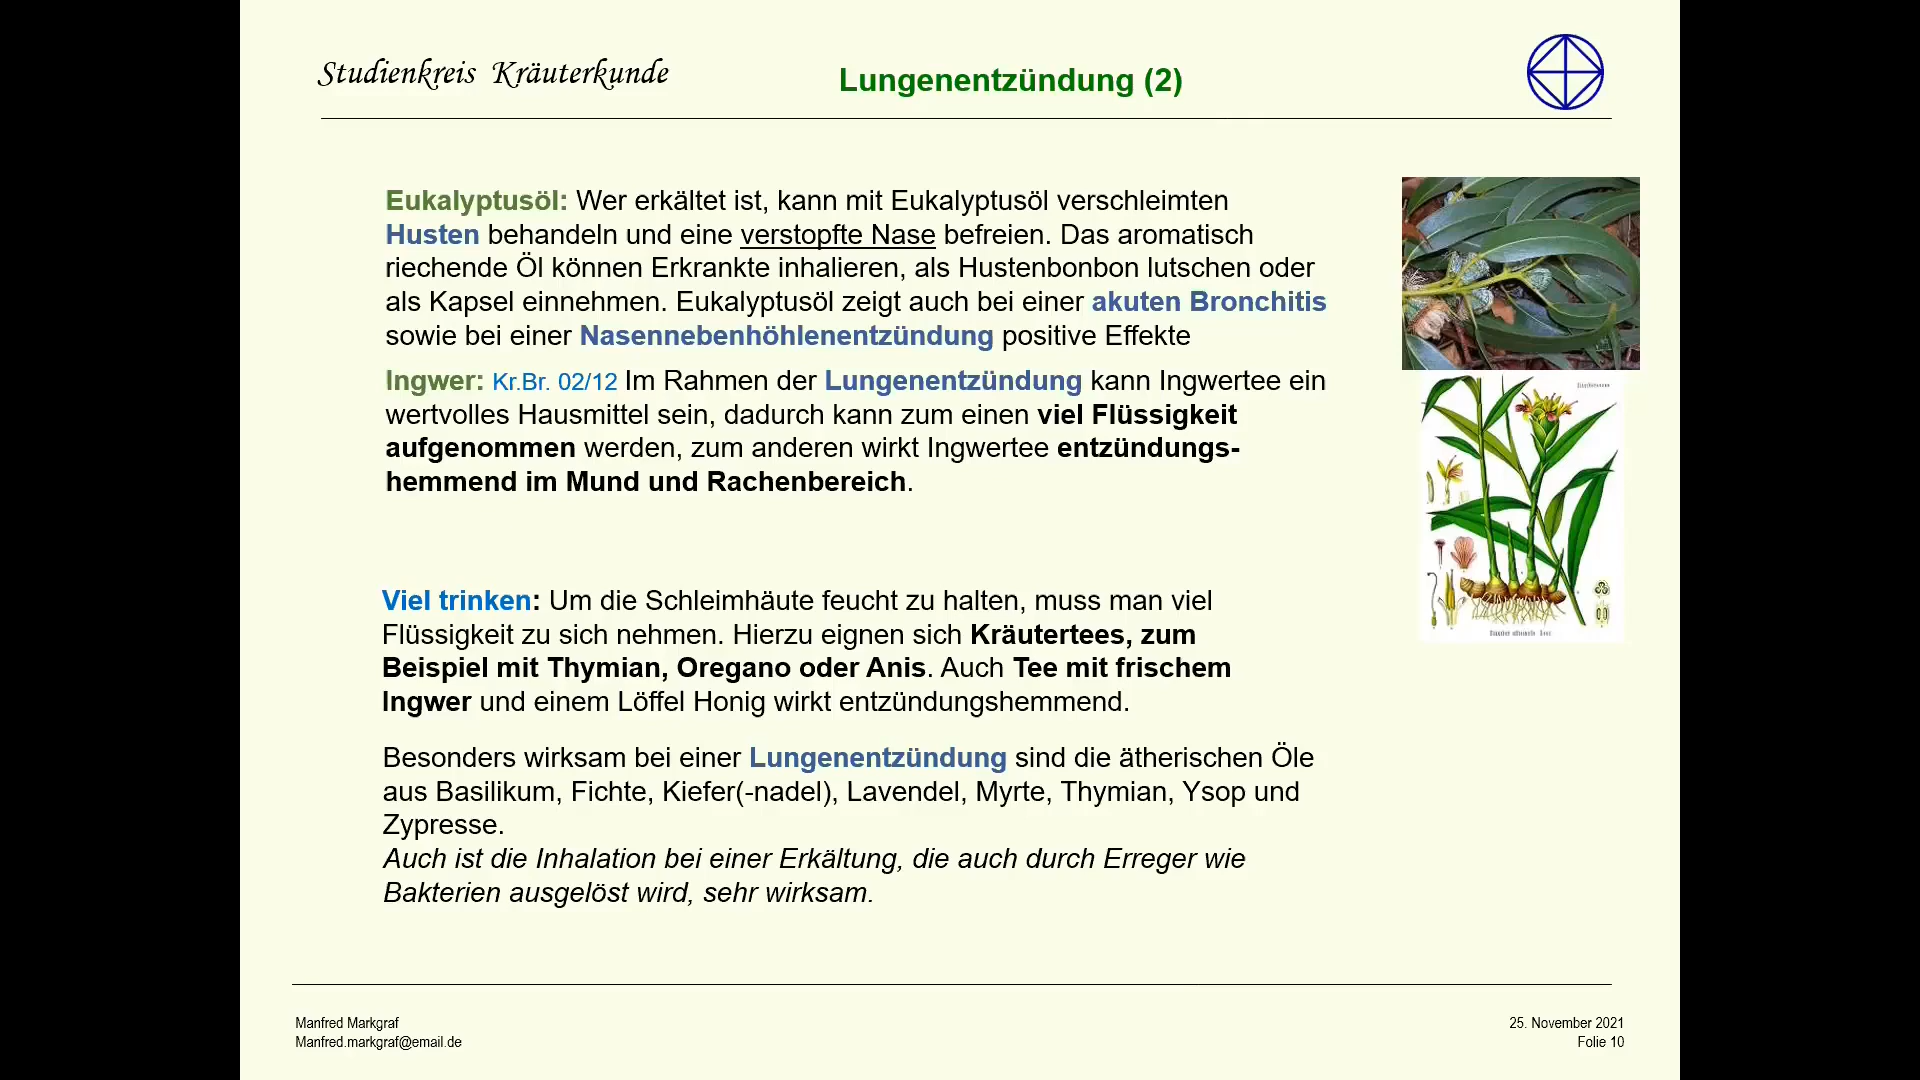 Studienkreis Kräuterkunde
Lungenentzündung (2)
Eukalyptusöl: Wer erkältet ist, kann mit Eukalyptusöl verschleimten
Husten behandeln und eine verstopfte Nase befreien. Das aromatisch
riechende Öl können Erkrankte inhalieren, als Hustenbonbon lutschen oder
als Kapsel einnehmen. Eukalyptusöl zeigt auch bei einer akuten Bronchitis
sowie bei einer Nasennebenhöhlenentzündung positive Effekte
Ingwer: Kr.Br. 02/12 Im Rahmen der Lungenentzündung kann Ingwertee ein
wertvolles Hausmittel sein, dadurch kann zum einen viel Flüssigkeit
aufgenommen werden, zum anderen wirkt Ingwertee entzündungs-
hemmend im Mund und Rachenbereich.
Viel trinken: Um die Schleimhäute feucht zu halten, muss man viel
Flüssigkeit zu sich nehmen. Hierzu eignen sich Kräutertees, zum
Beispiel mit Thymian, Oregano oder Anis. Auch Tee mit frischem
Ingwer und einem Löffel Honig wirkt entzündungshemmend.
Besonders wirksam bei einer Lungenentzündung sind die ätherischen Öle
aus Basilikum, Fichte, Kiefer(-nadel), Lavendel, Myrte, Thymian, Ysop und
Zypresse.
Auch ist die Inhalation bei einer Erkältung, die auch durch Erreger wie
Bakterien ausgelöst wird, sehr wirksam.
Manfred Markgraf
Manfred.markgraf@email.de
25. November 2021
Folie 10